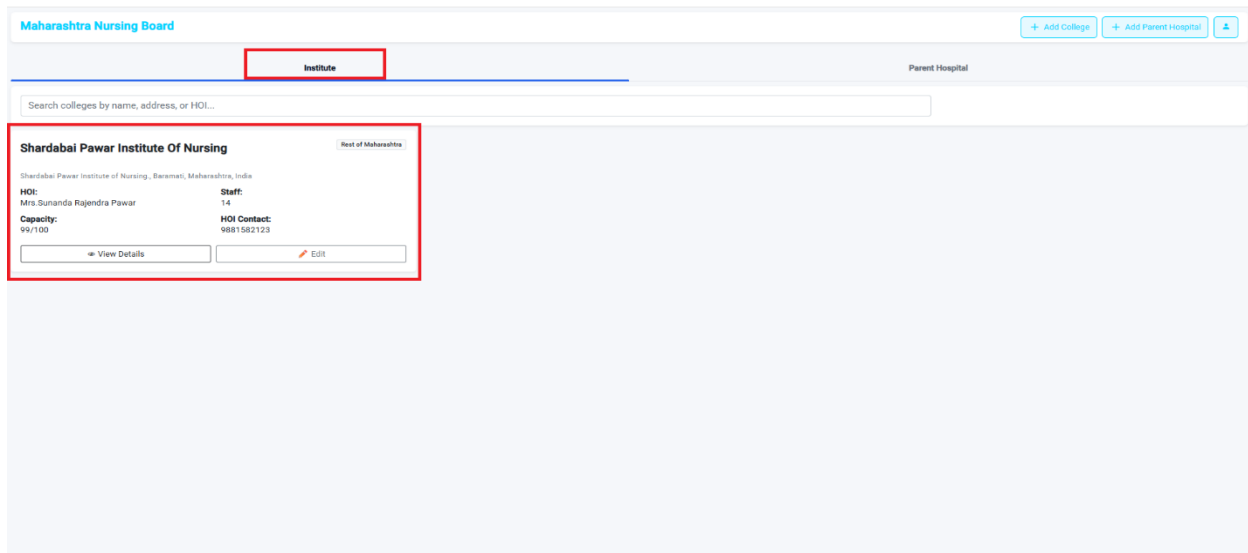 Maharashtra Nursing Board
+ Add College
+ Add Parent Hospital
Institute
Parent Hospital
Search colleges by name, address, or HOI...
Shardabai Pawar Institute Of Nursing
Rest of Maharashtra
Shardabai Pawar Institute of Nursing., Baramati, Maharashtra, India
HOI:
Mrs.Sunanda Rajendra Pawar
Staff:
14
Capacity:
99/100
HOI Contact:
9881582123
View Details
Edit